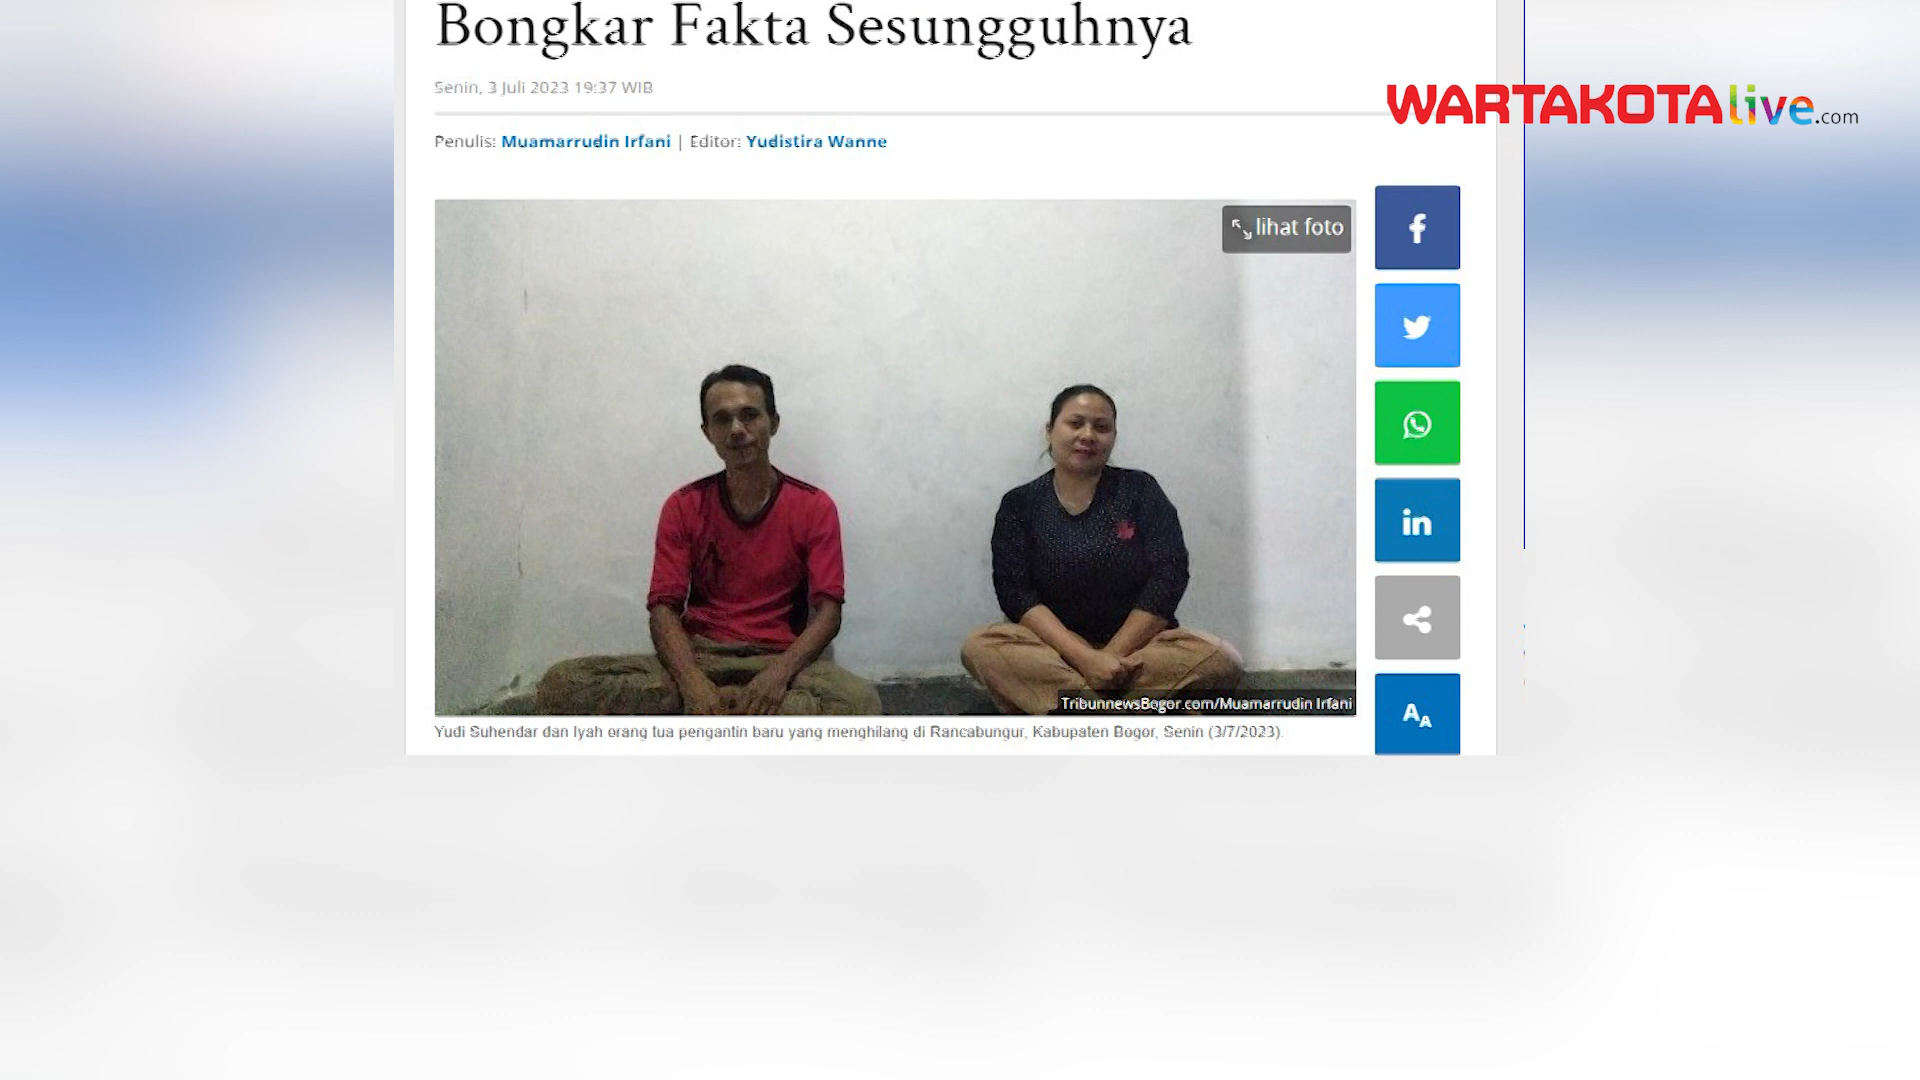 Bongkar Fakta Sesungguhnya
Senin, 3 Juli 2023 19:37 WIB
WARTAKOTAlive.com
Penulis: Muamarrudin Irfani | Editor: Yudistira Wanne
lihat foto
f
in
AA
TribunnewsBogor.com/Muamarrudin Irfani
Yudi Suhendar dan Iyah orang tua pengantin baru yang menghilang di Rancabungur, Kabupaten Bogor, Senin (3/7/2023).